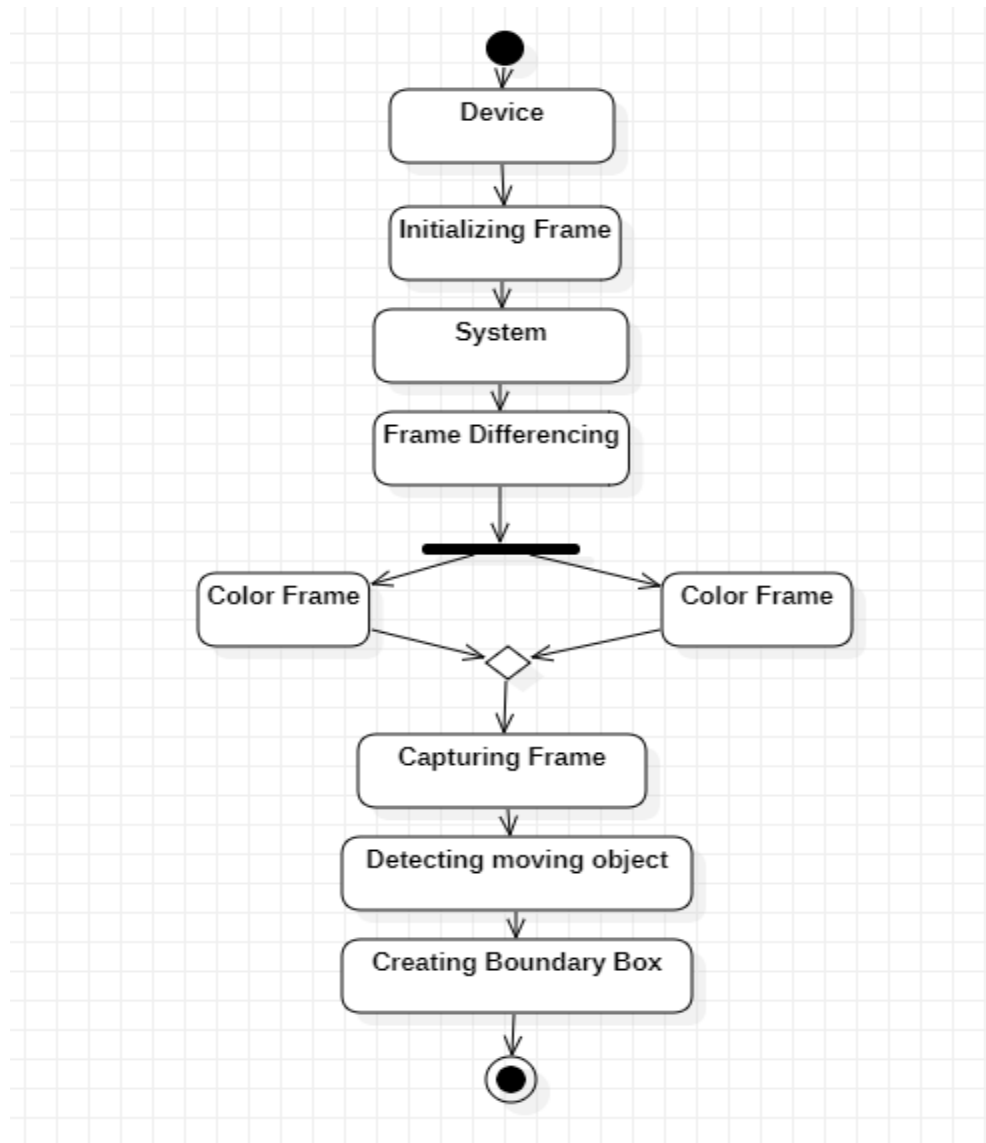 Device
Initializing Frame
System
Frame Differencing
Color Frame
Color Frame
Capturing Frame
Detecting moving object
Creating Boundary Box